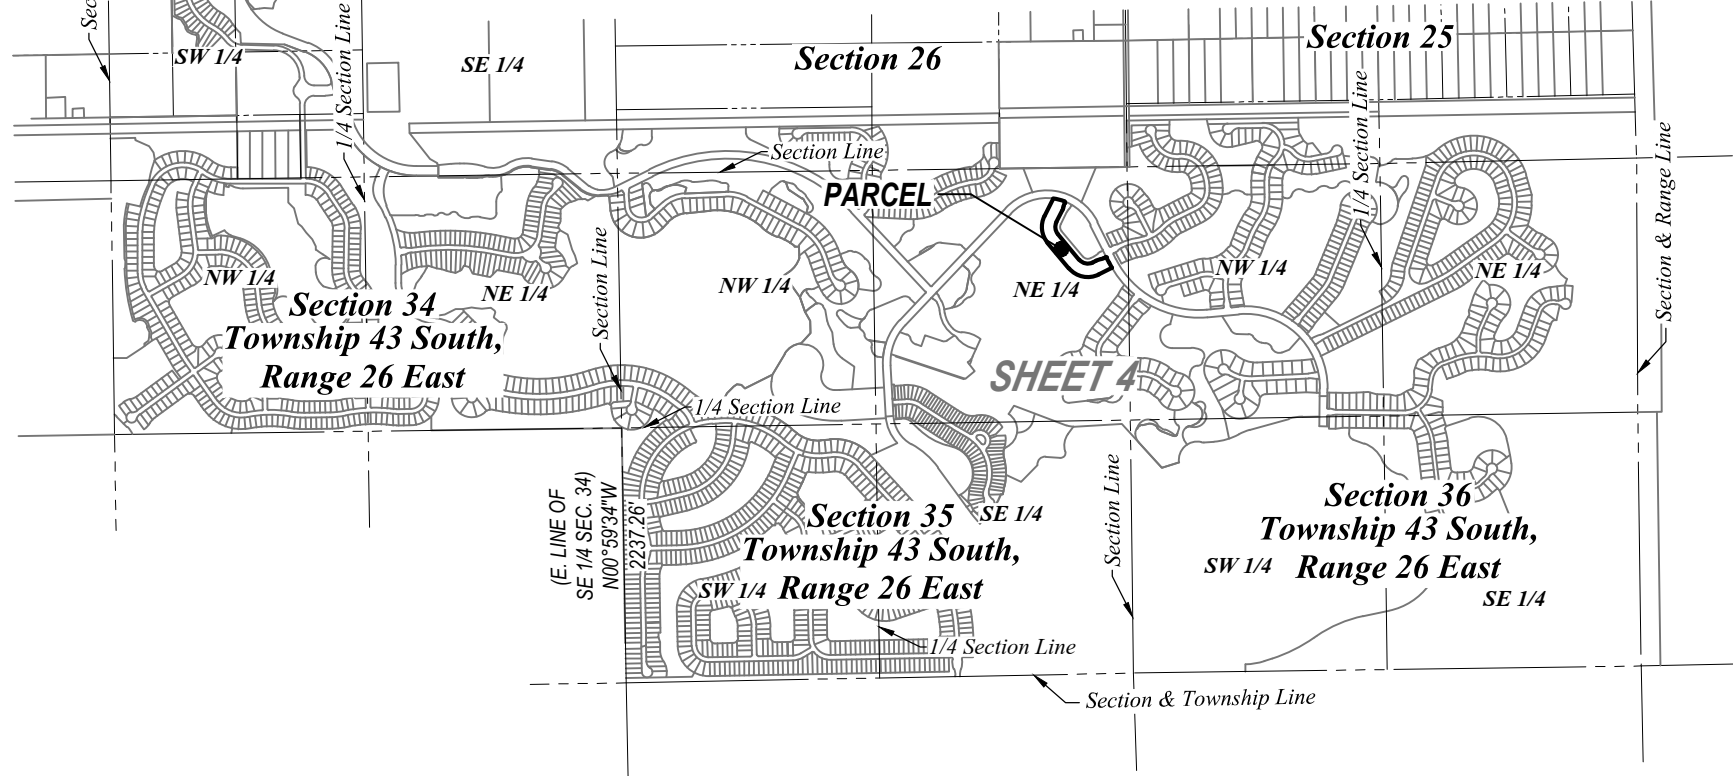 Sec
SW 1/4
1/4 Section Line
SE 1/4
Section 26
Section 25
1/4 Section Line
Section & Range Line
Section Line
PARCEL
NW 1/4
Section Line
NE 1/4
NW 1/4
NE 1/4
NW 1/4
NE 1/4
Section 34
Township 43 South,
Range 26 East
SHEET 4
1/4 Section Line
(E. LINE OF
SE 1/4 SEC. 34)
N00°59'34"W
2237.26'
Section 35
Township 43 South,
Range 26 East
SE 1/4
SW 1/4
Section Line
Section 36
Township 43 South,
Range 26 East
SW 1/4
SE 1/4
1/4 Section Line
Section & Township Line